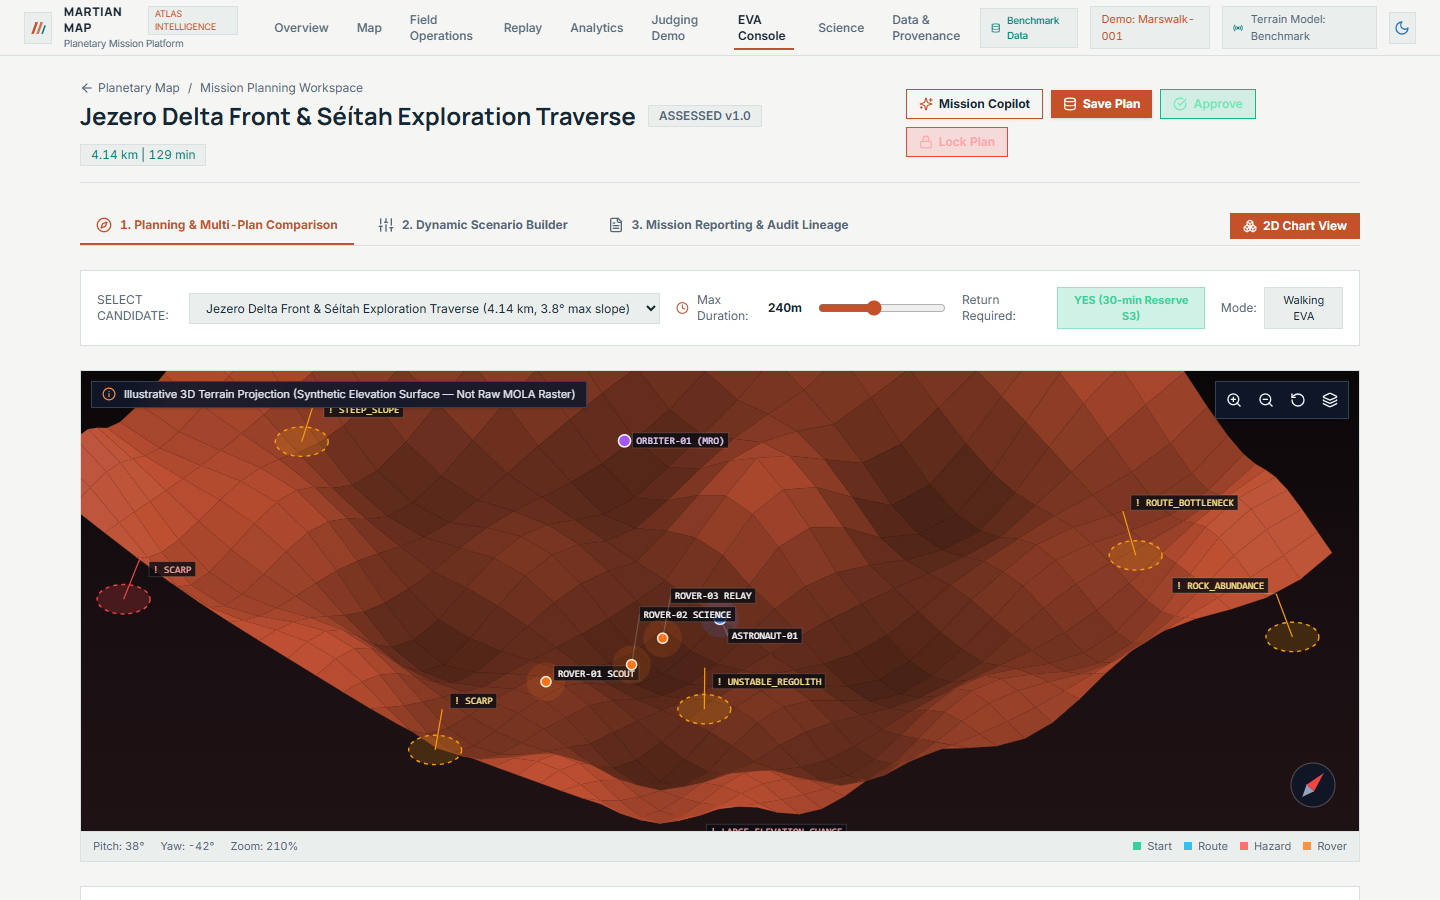 MARTIAN MAP
Planetary Mission Platform
ATLAS INTELLIGENCE
Overview
Map
Field Operations
Replay
Analytics
Judging Demo
EVA Console
Science
Data & Provenance
Benchmark Data
Demo: Marswalk-001
Terrain Model: Benchmark
Planetary Map / Mission Planning Workspace
Jezero Delta Front & Séítah Exploration Traverse
ASSESSED v1.0
4.14 km | 129 min
Mission Copilot
Save Plan
Approve
Lock Plan
1. Planning & Multi-Plan Comparison
2. Dynamic Scenario Builder
3. Mission Reporting & Audit Lineage
2D Chart View
SELECT CANDIDATE:
Jezero Delta Front & Séítah Exploration Traverse (4.14 km, 3.8° max slope)
Max Duration:
240m
Return Required:
YES (30-min Reserve S3)
Mode:
Walking EVA
Illustrative 3D Terrain Projection (Synthetic Elevation Surface — Not Raw MOLA Raster)
! STEEP_SLOPE
ORBITER-01 (MRO)
! ROUTE_BOTTLENECK
! SCARP
! ROCK_ABUNDANCE
ROVER-03 RELAY
ROVER-02 SCIENCE
ASTRONAUT-01
ROVER-01 SCOUT
! UNSTABLE_REGOLITH
! SCARP
! LARGE_ELEVATION_CHANGE
Pitch: 38°
Yaw: -42°
Zoom: 210%
Start
Route
Hazard
Rover